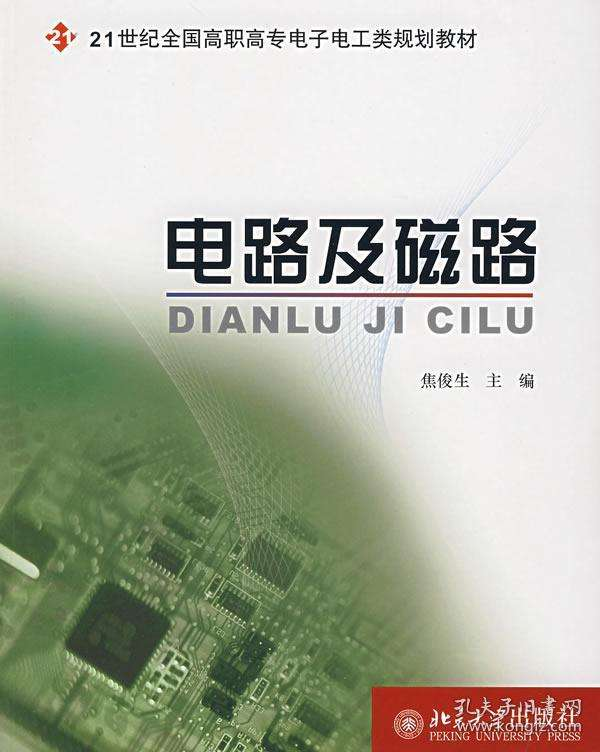 21 21世纪全国高职高专电子电工类规划教材
电路及磁路
DIANLU JI CILU
焦俊生 主 编
北京大学出版社
PEKING UNIVERSITY PRESS
孔夫子旧书网
www.kongfz.com